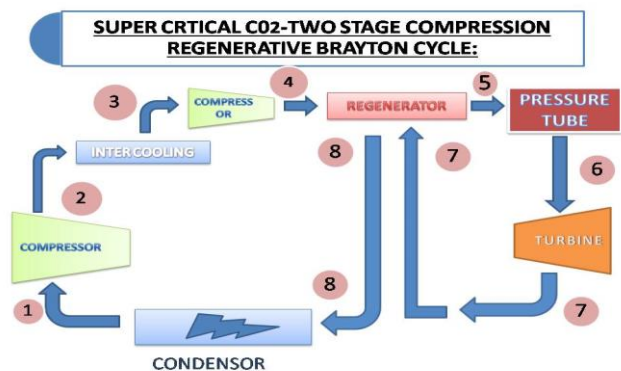 SUPER CRTICAL C02-TWO STAGE COMPRESSION
REGENERATIVE BRAYTON CYCLE:
4
5
3
COMPRESS
OR
REGENERATOR
PRESSURE
TUBE
INTER COOLING
8
7
6
2
COMPRESSOR
TURBINE
8
1
7
CONDENSOR